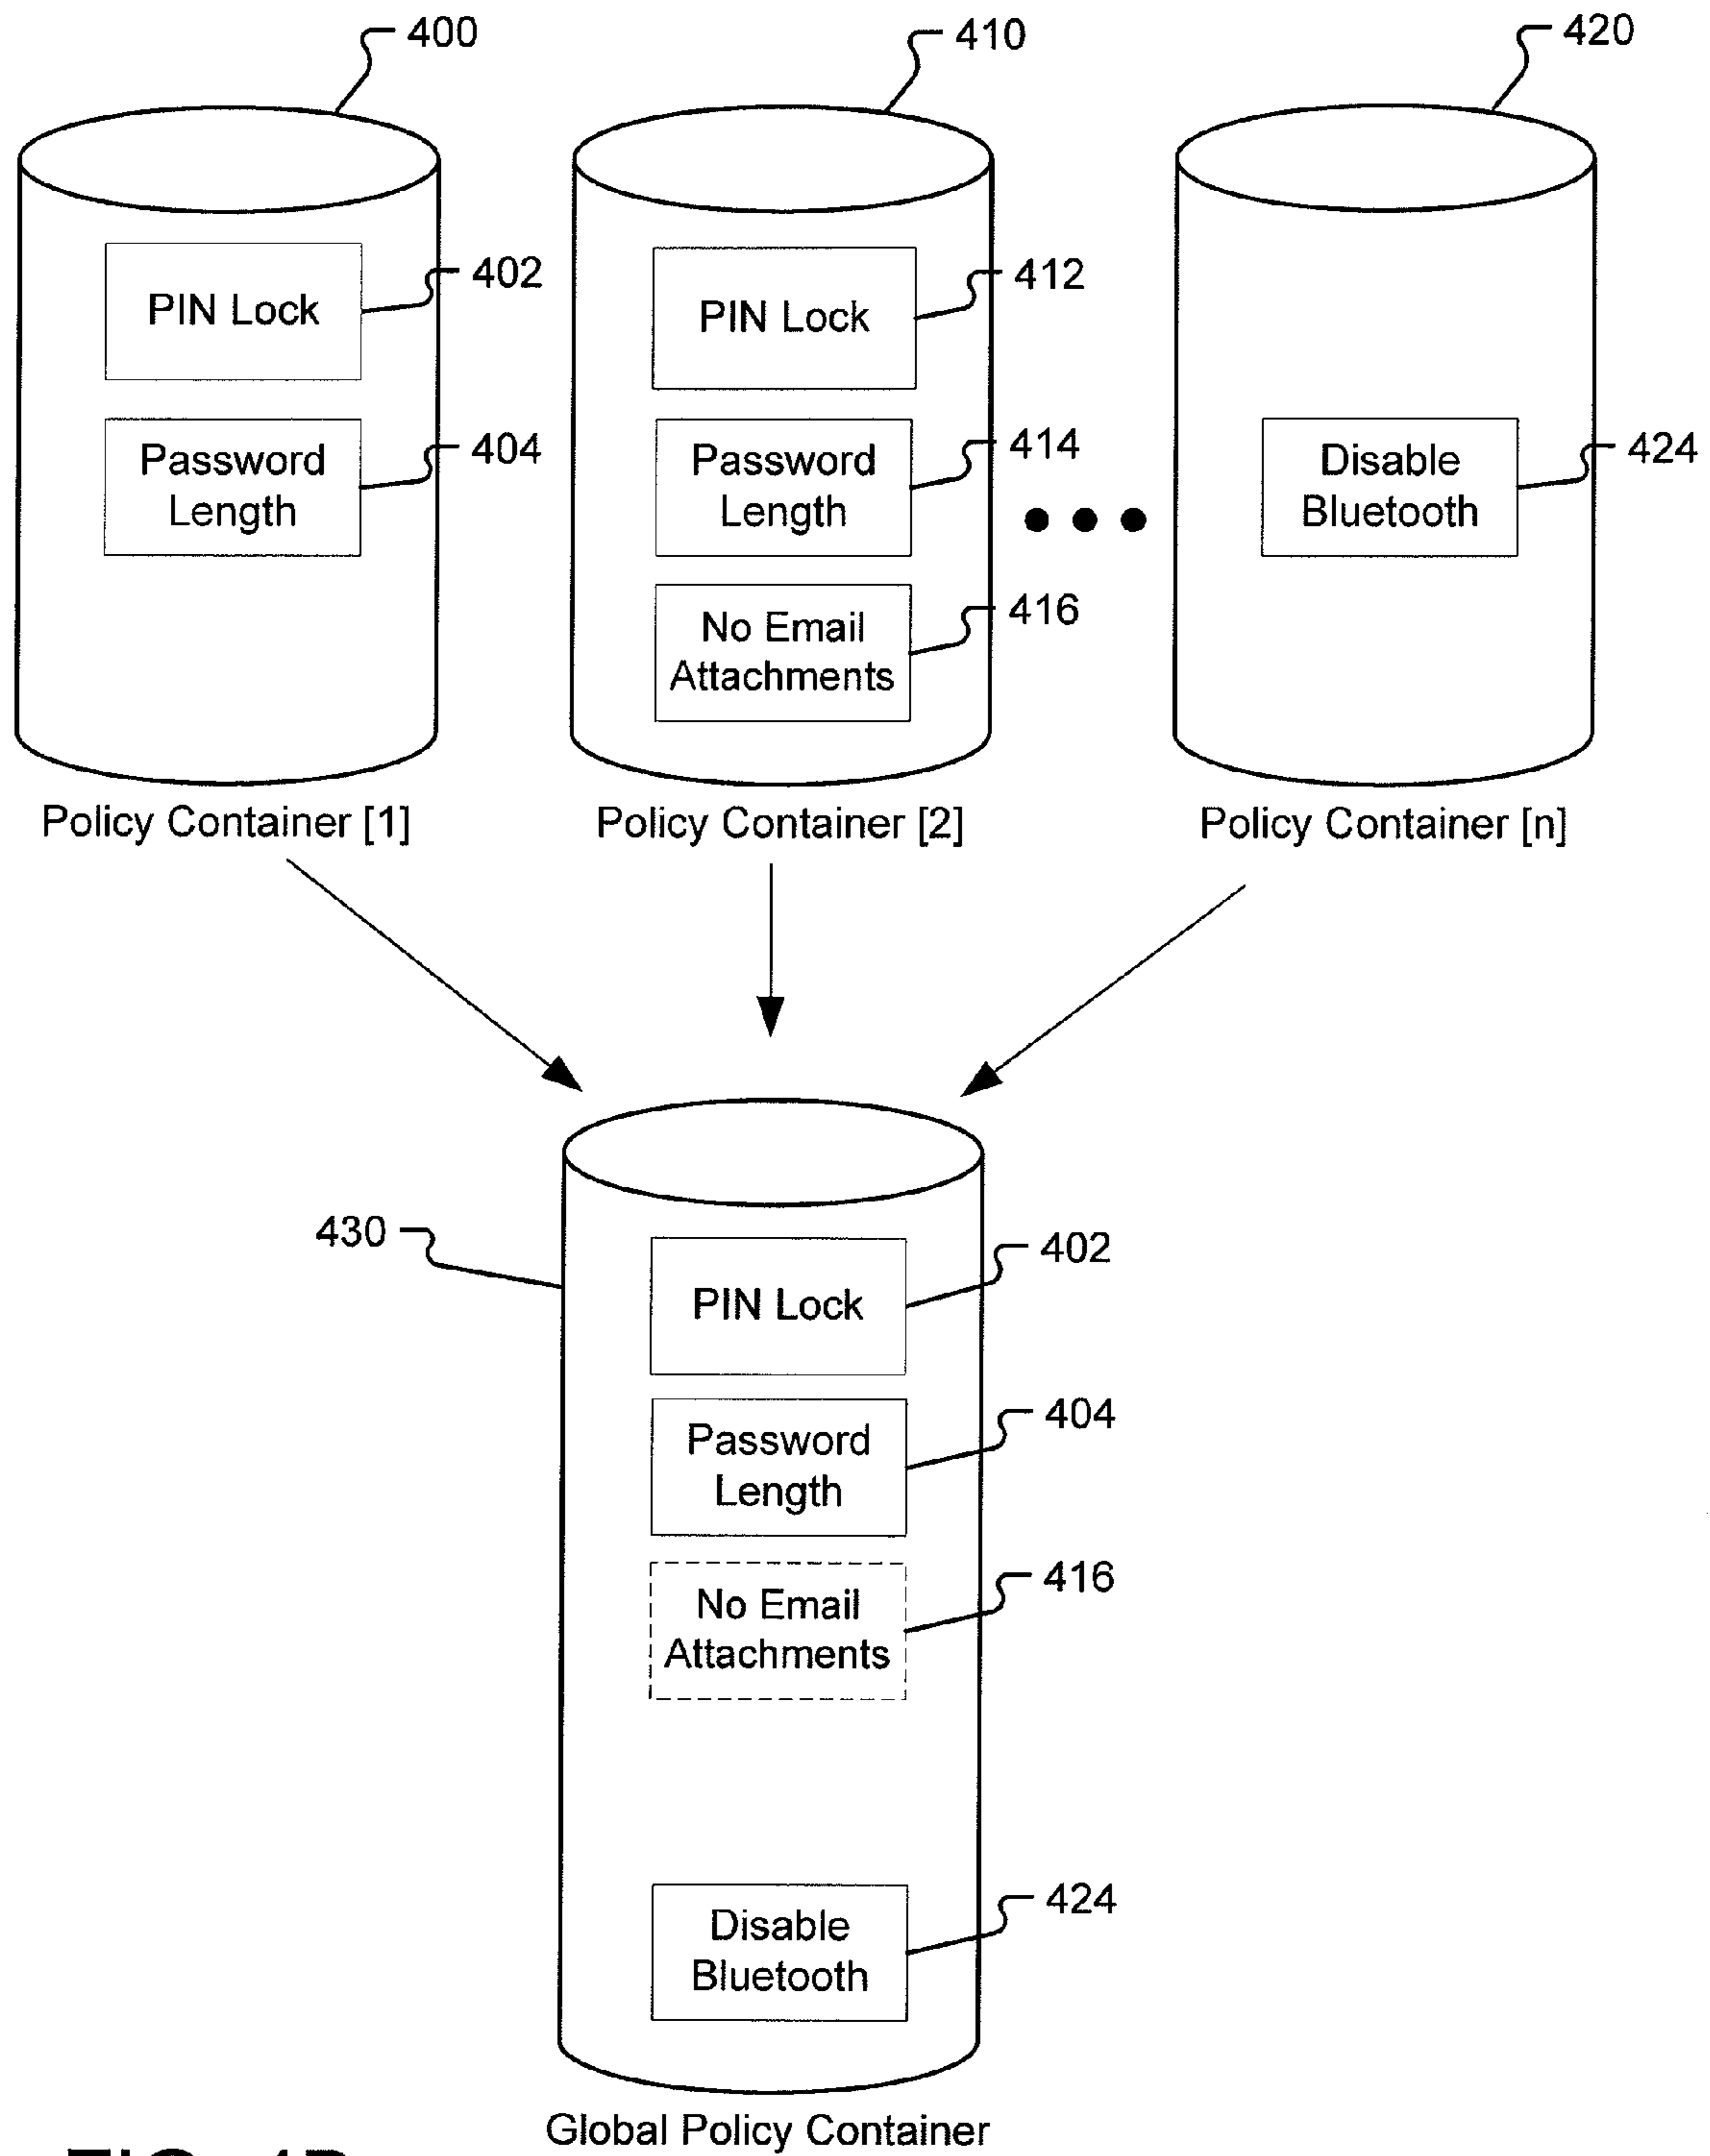 400
410
420
PIN Lock
402
PIN Lock
412
Password
Length
404
Password
Length
414
Disable
Bluetooth
424
No Email
Attachments
416
Policy Container [1]
Policy Container [2]
Policy Container [n]
430
PIN Lock
402
Password
Length
404
No Email
Attachments
416
Disable
Bluetooth
424
Global Policy Container